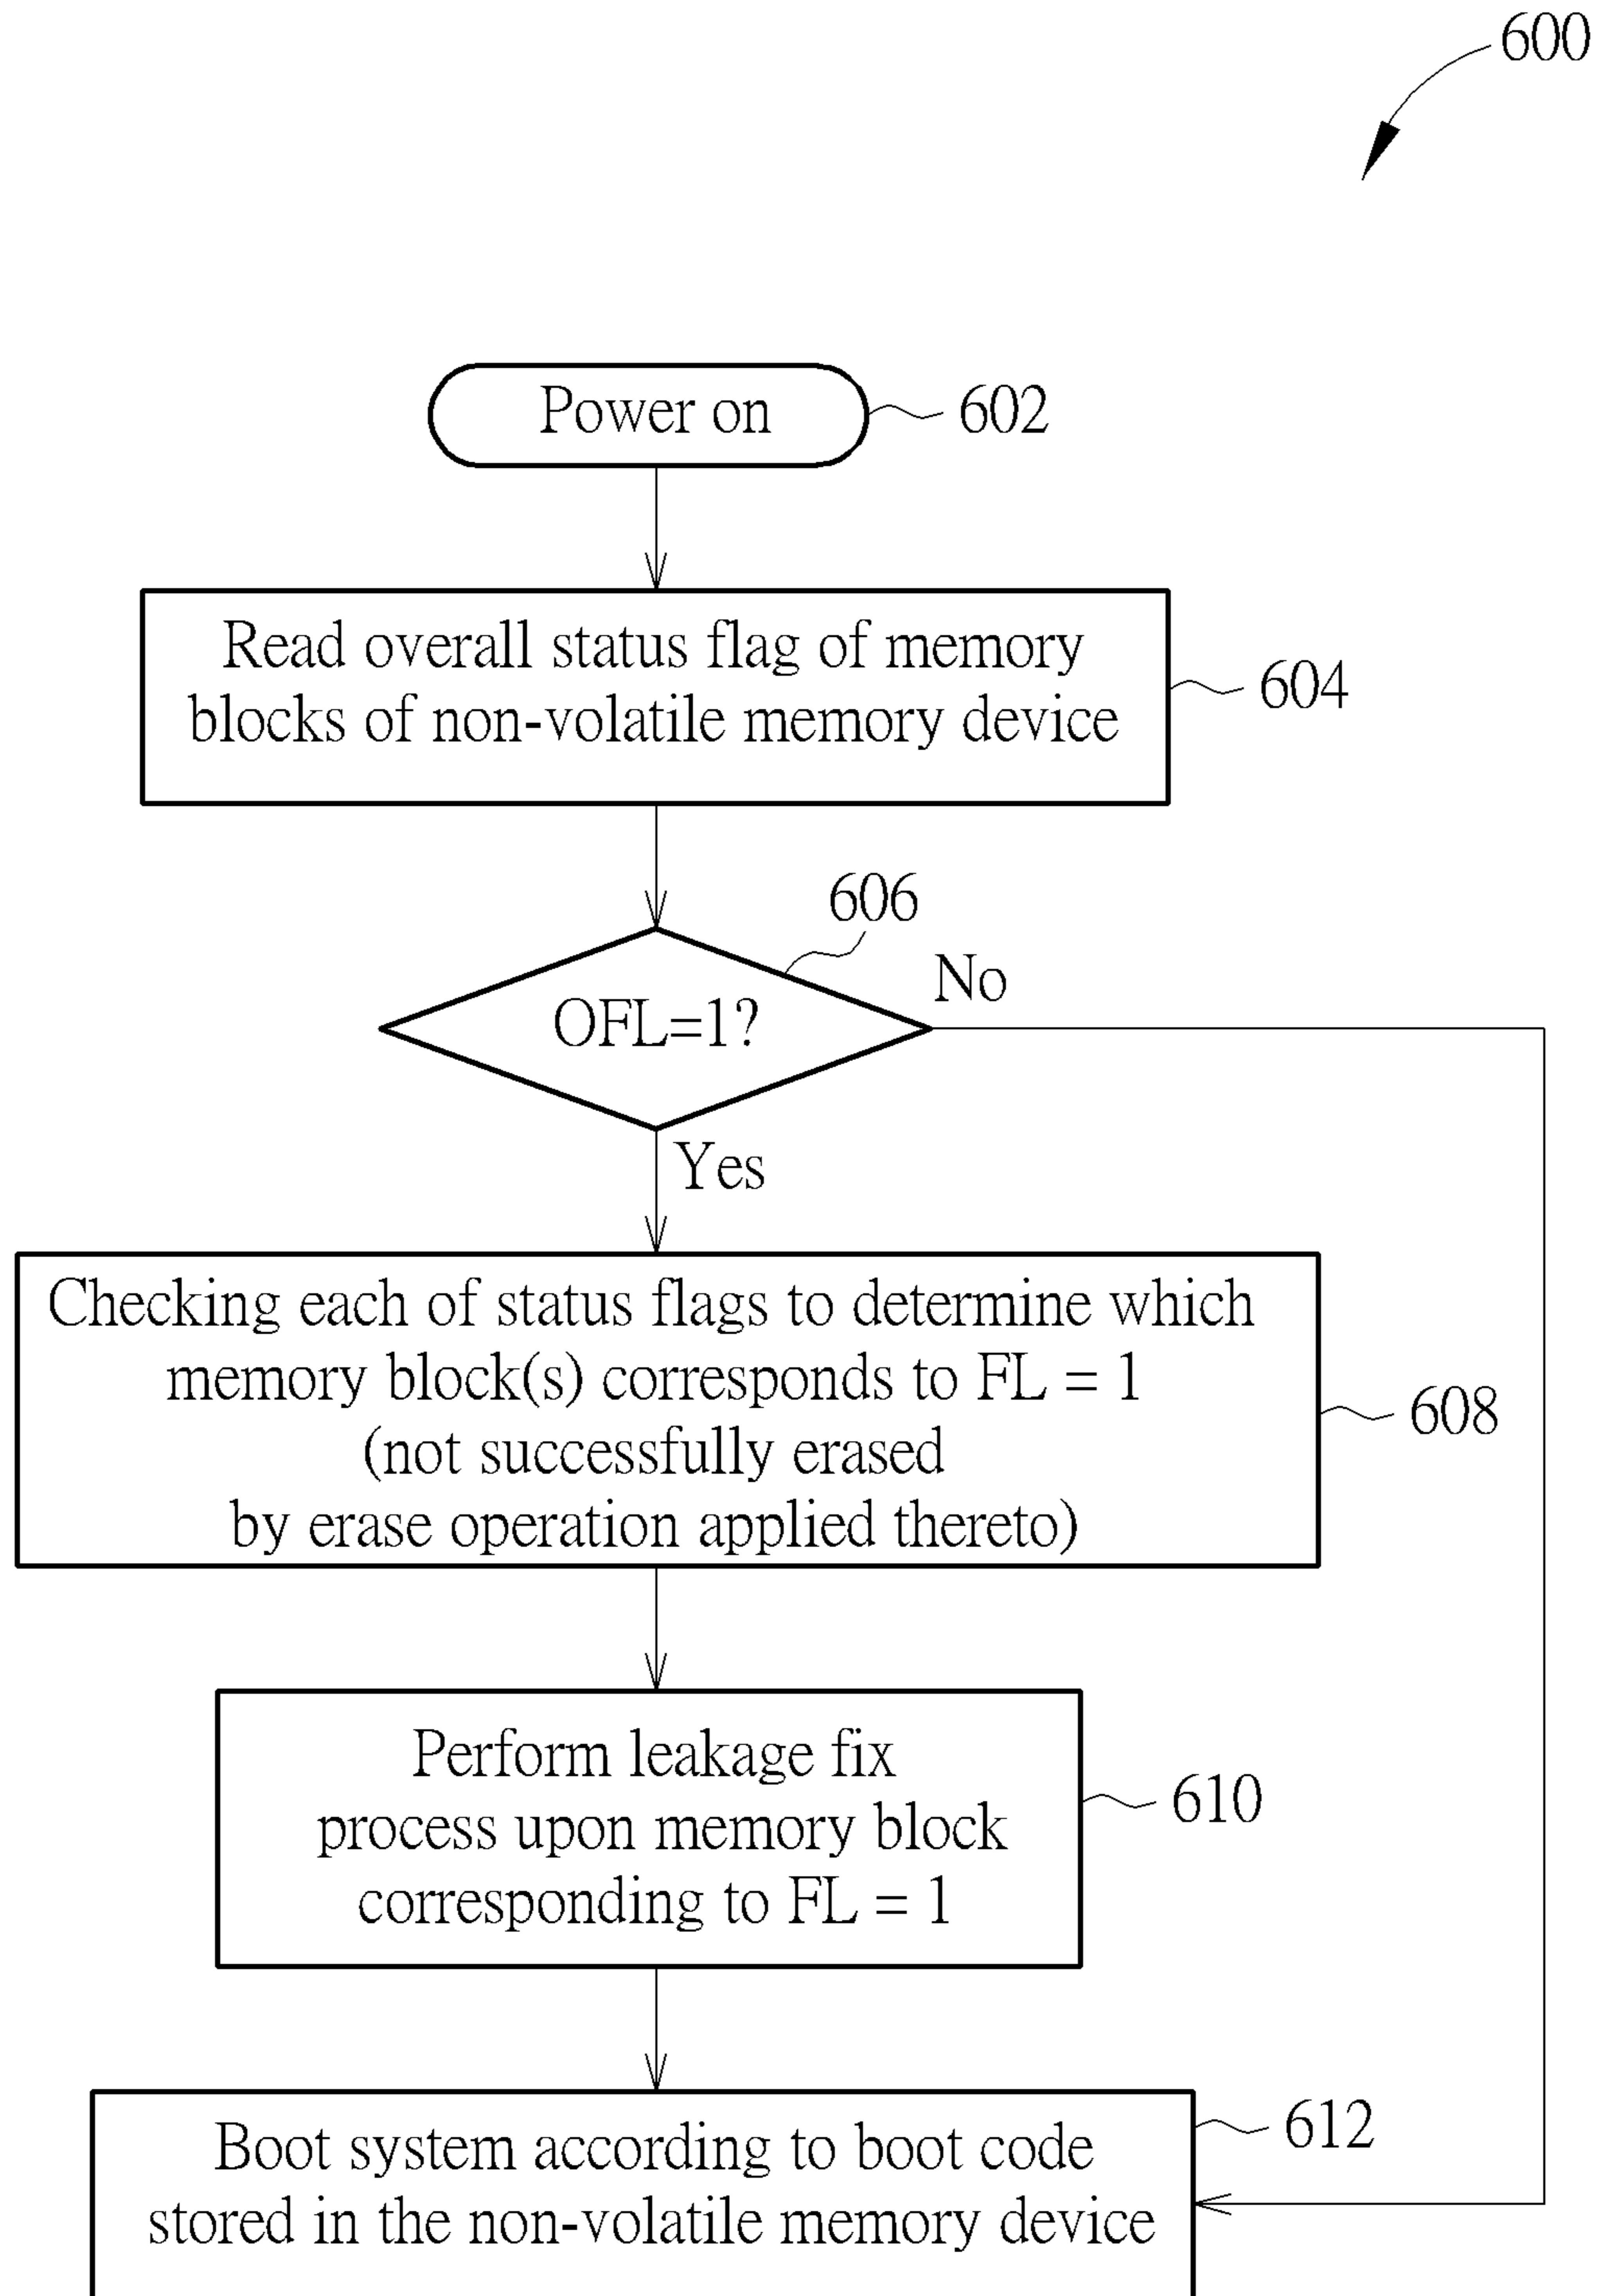 600
Power on
602
Read overall status flag of memory
blocks of non-volatile memory device
604
606
No
OFL=1?
Yes
Checking each of status flags to determine which
memory block(s) corresponds to FL = 1
(not successfully erased
by erase operation applied thereto)
608
Perform leakage fix
process upon memory block
corresponding to FL = 1
610
Boot system according to boot code
stored in the non-volatile memory device
612